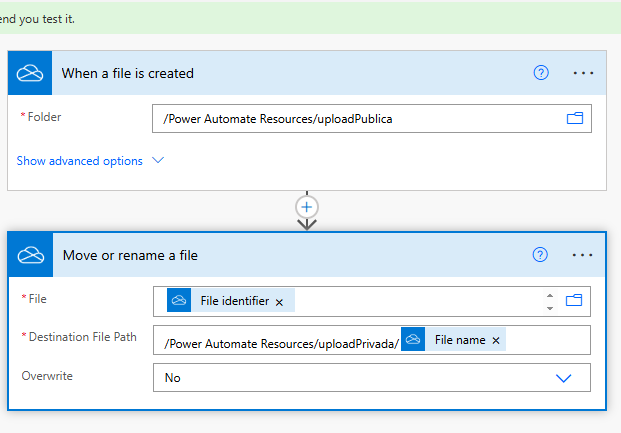 end you test it.
When a file is created
* Folder
/Power Automate Resources/uploadPublica
Show advanced options
* File
Move or rename a file
File identifier ×
* Destination File Path
/Power Automate Resources/uploadPrivada/ File name ×
Overwrite
No